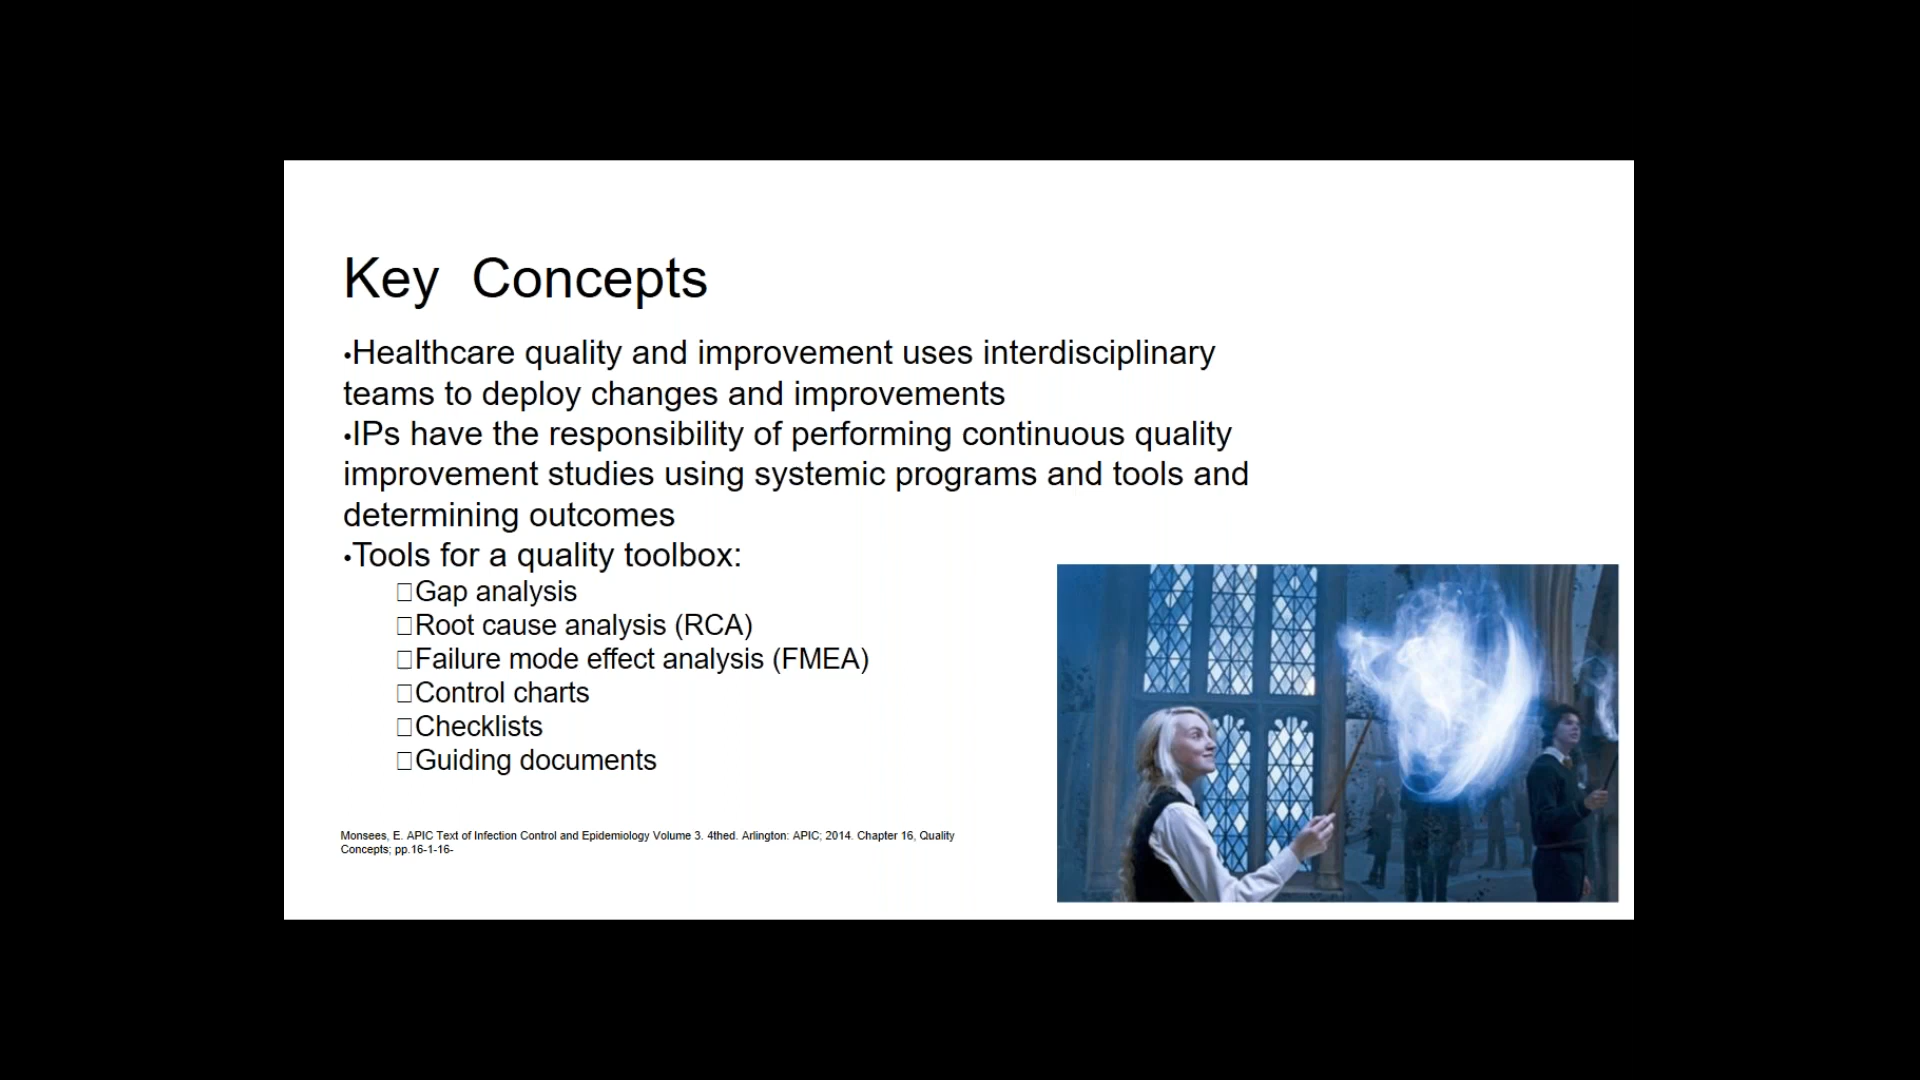 Key Concepts
•Healthcare quality and improvement uses interdisciplinary
teams to deploy changes and improvements
•IPs have the responsibility of performing continuous quality
improvement studies using systemic programs and tools and
determining outcomes
•Tools for a quality toolbox:
□Gap analysis
□Root cause analysis (RCA)
□Failure mode effect analysis (FMEA)
□Control charts
□Checklists
□Guiding documents
Monsees, E. APIC Text of Infection Control and Epidemiology Volume 3. 4thed. Arlington: APIC; 2014. Chapter 16, Quality
Concepts; pp.16-1-16-